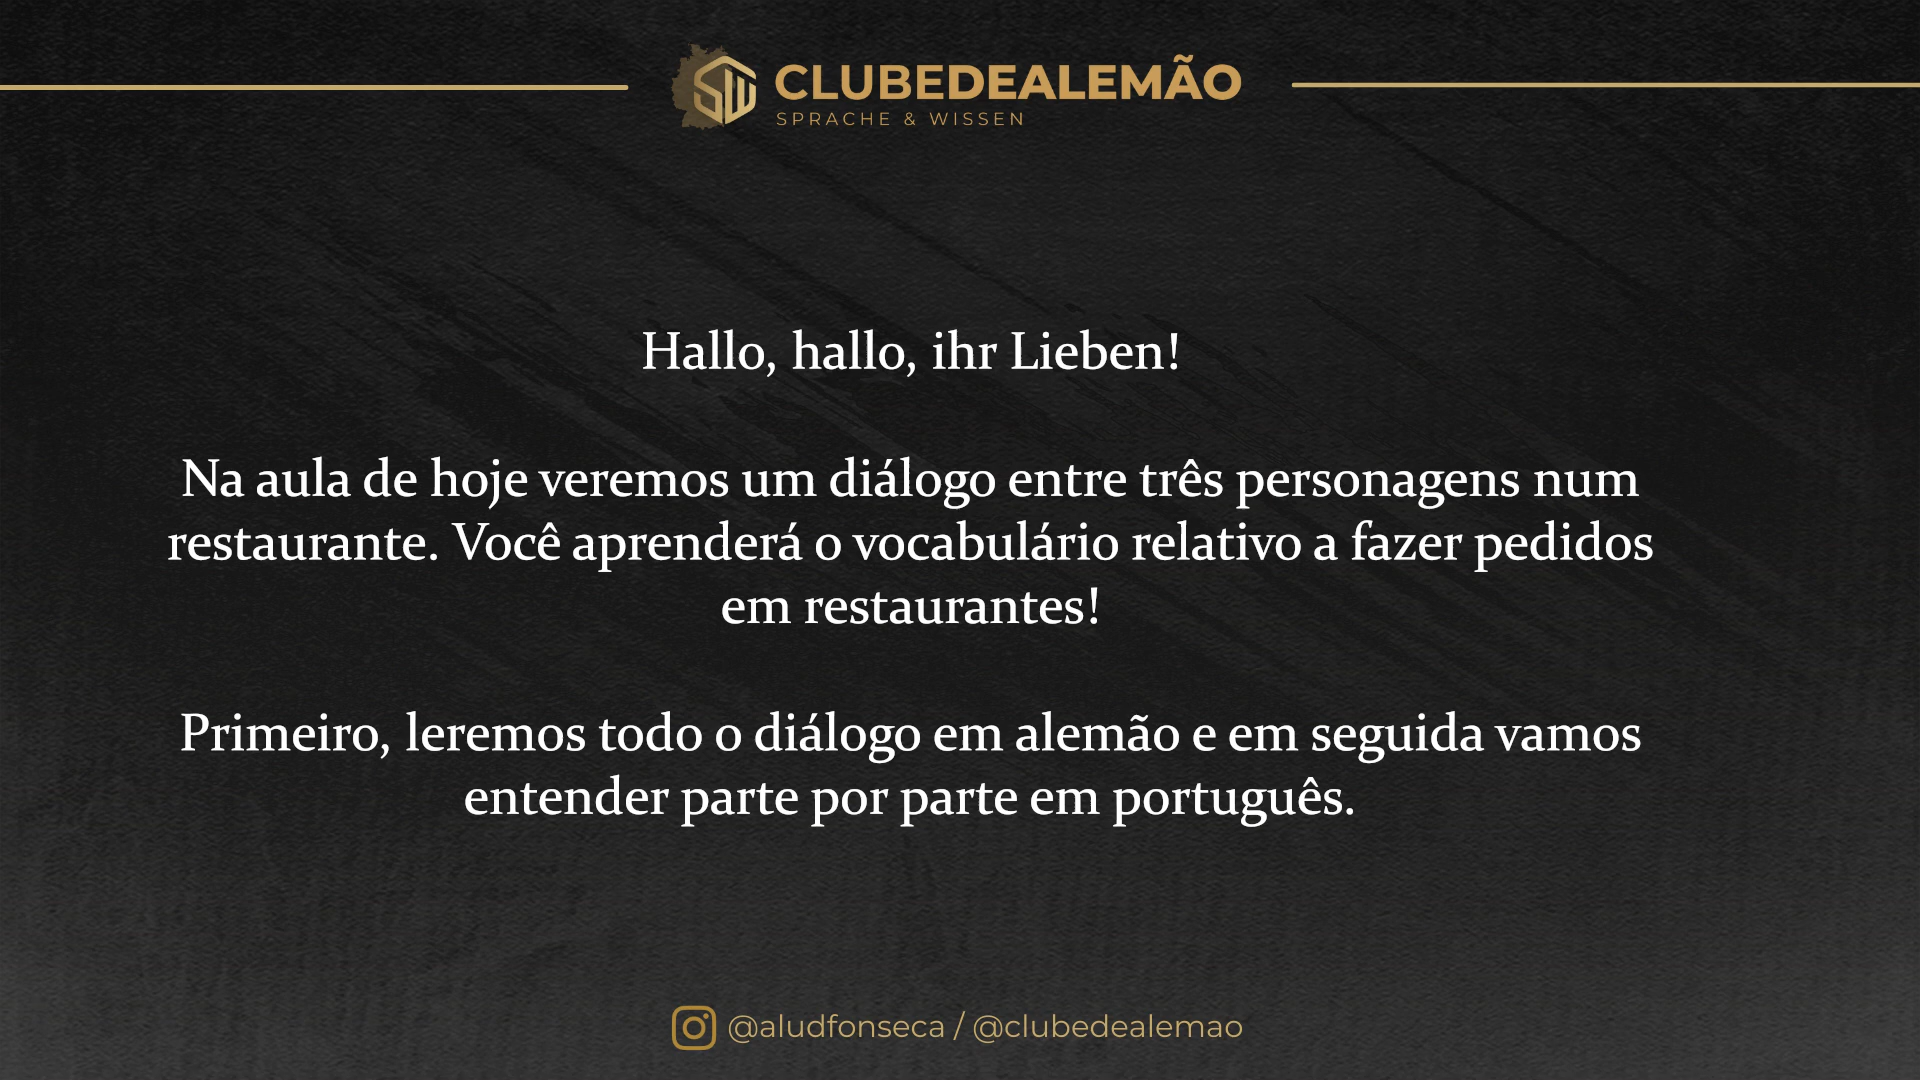 CLUBEDEALEMÃO
SPRACHE & WISSEN
Hallo, hallo, ihr Lieben!
Na aula de hoje veremos um diálogo entre três personagens num
restaurante. Você aprenderá o vocabulário relativo a fazer pedidos
em restaurantes!
Primeiro, leremos todo o diálogo em alemão e em seguida vamos
entender parte por parte em português.
@aludfonseca / @clubedealemao